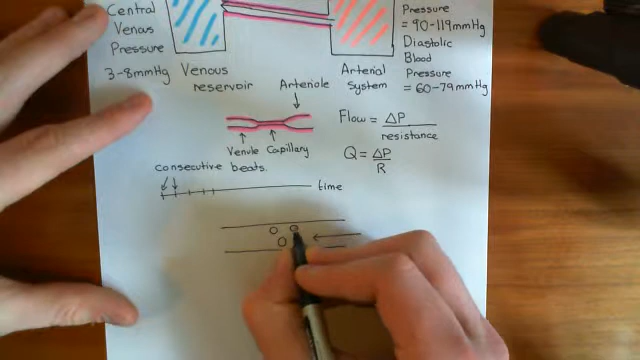 Central
Venous
Pressure
3-8mmHg
Venous
reservoir
Arterial
System
Pressure
= 90-119mmHg
Diastolic
Blood
Pressure
= 60-79mmHg
Arteriole
Venule Capillary
Flow = ΔP
resistance
Q = ΔP
R
consecutive beats.
time